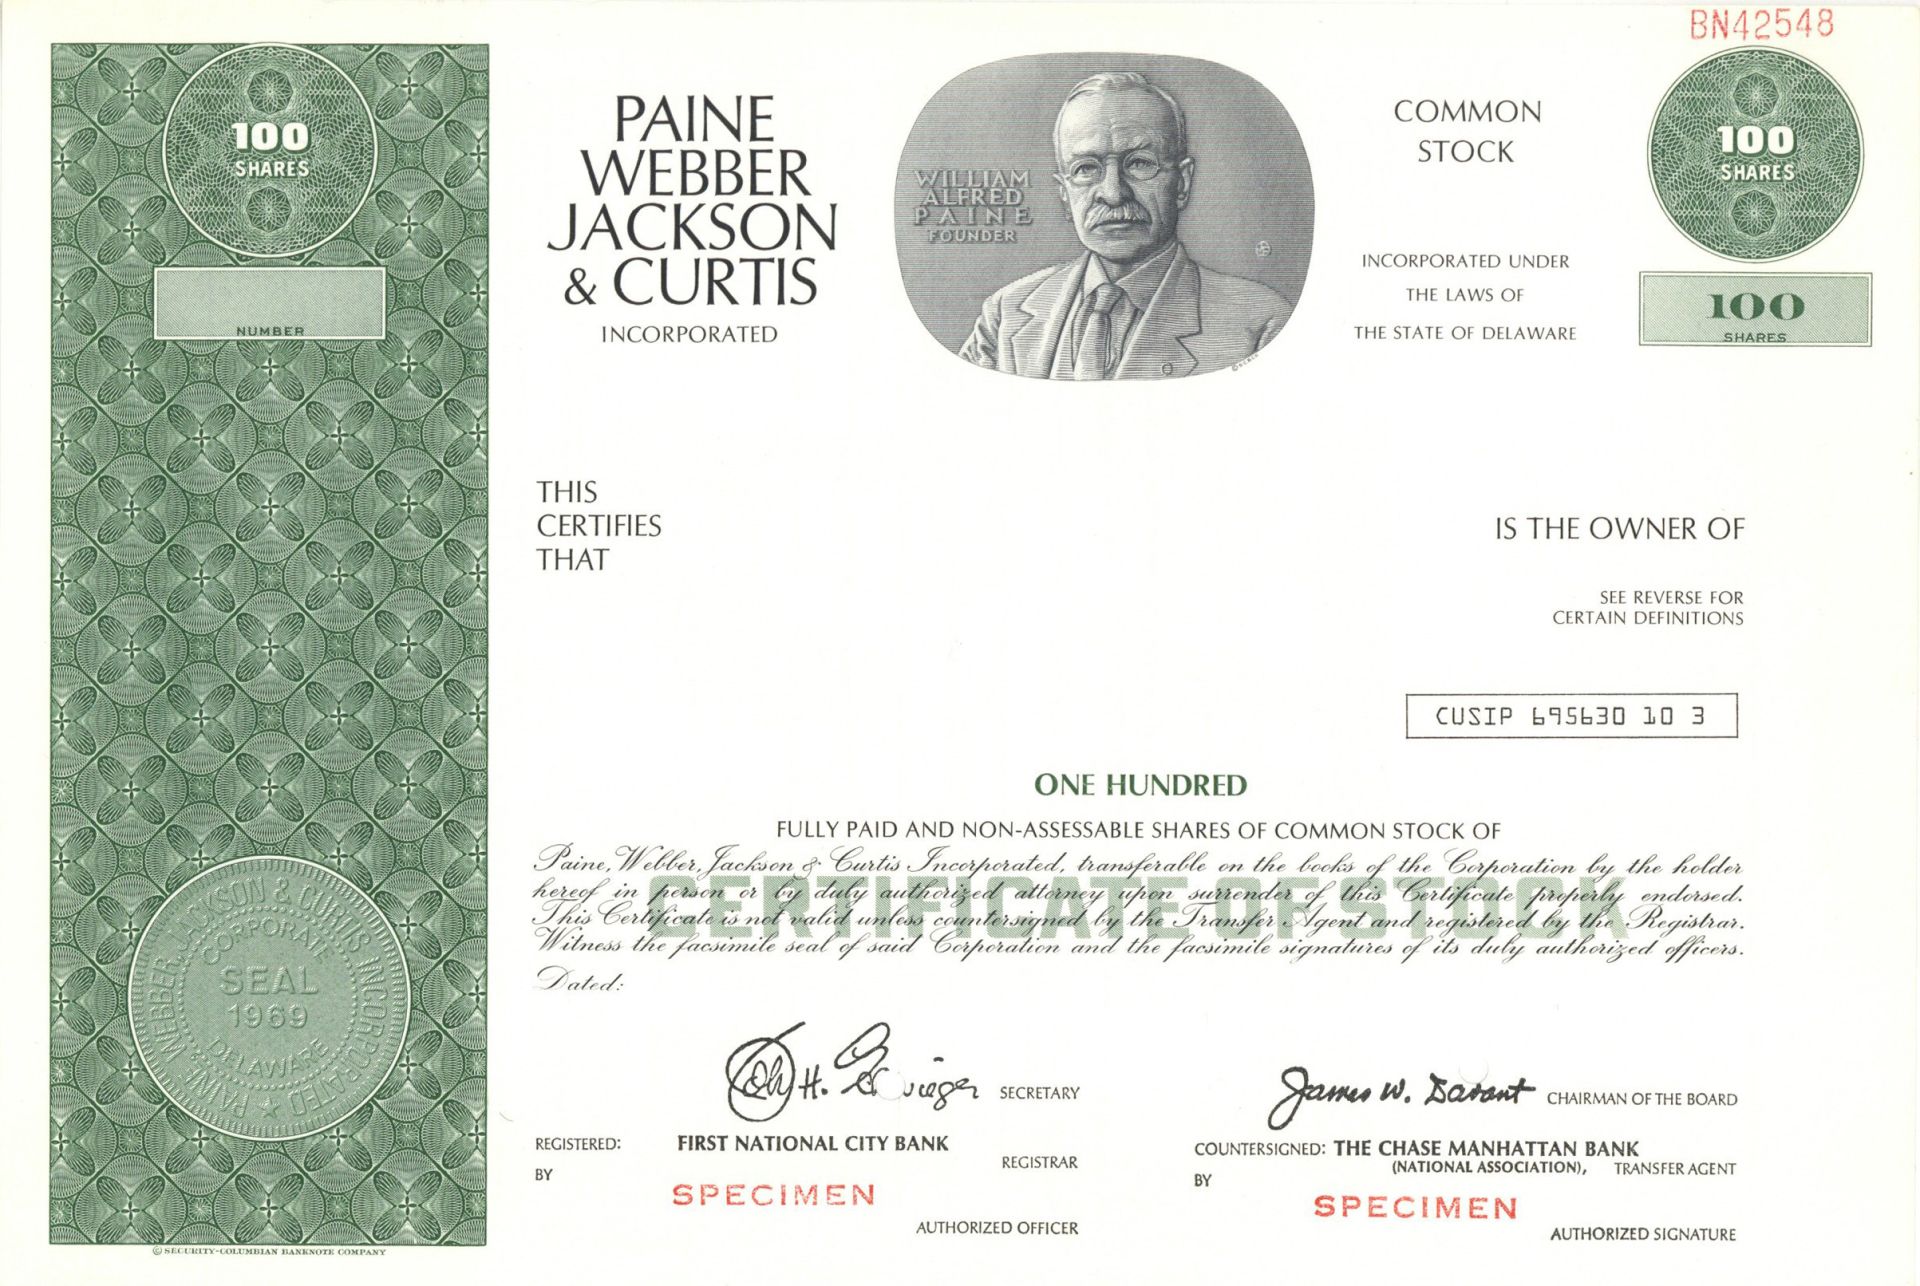 BN42548
100
SHARES
NUMBER
PAINE
WEBBER
JACKSON
& CURTIS
INCORPORATED
WILLIAM
ALFRED
PAINE
FOUNDER
COMMON
STOCK
INCORPORATED UNDER
THE LAWS OF
THE STATE OF DELAWARE
100
SHARES
100
SHARES
THIS
CERTIFIES
THAT
IS THE OWNER OF
SEE REVERSE FOR
CERTAIN DEFINITIONS
CUSIP 695630 10 3
ONE HUNDRED
FULLY PAID AND NON-ASSESSABLE SHARES OF COMMON STOCK OF
Paine, Webber, Jackson & Curtis Incorporated, transferable on the books of the Corporation by the holder
hereof in person or by duly authorized attorney upon surrender of this Certificate properly endorsed.
This Certificate is not valid unless countersigned by the Transfer Agent and registered by the Registrar.
Witness the facsimile seal of said Corporation and the facsimile signatures of its duly authorized officers.
CERTIFICATE OF STOCK
Dated:
PAINE, WEBBER, JACKSON & CURTIS INCORPORATED
CORPORATE
SEAL
1969
DELAWARE
H.
SECRETARY
James W. Davant
CHAIRMAN OF THE BOARD
REGISTERED:
FIRST NATIONAL CITY BANK
REGISTRAR
BY
SPECIMEN
AUTHORIZED OFFICER
COUNTERSIGNED: THE CHASE MANHATTAN BANK
(NATIONAL ASSOCIATION), TRANSFER AGENT
BY
SPECIMEN
AUTHORIZED SIGNATURE
© SECURITY-COLUMBIAN BANKNOTE COMPANY